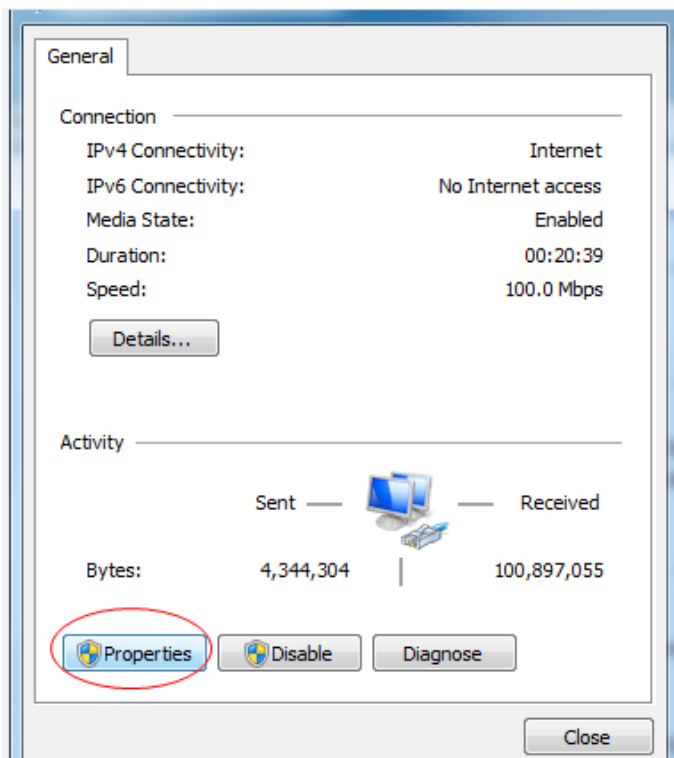 General
Connection
IPv4 Connectivity: Internet
IPv6 Connectivity: No Internet access
Media State: Enabled
Duration: 00:20:39
Speed: 100.0 Mbps
Details...
Activity
Sent Received
Bytes: 4,344,304 100,897,055
Properties Disable Diagnose
Close